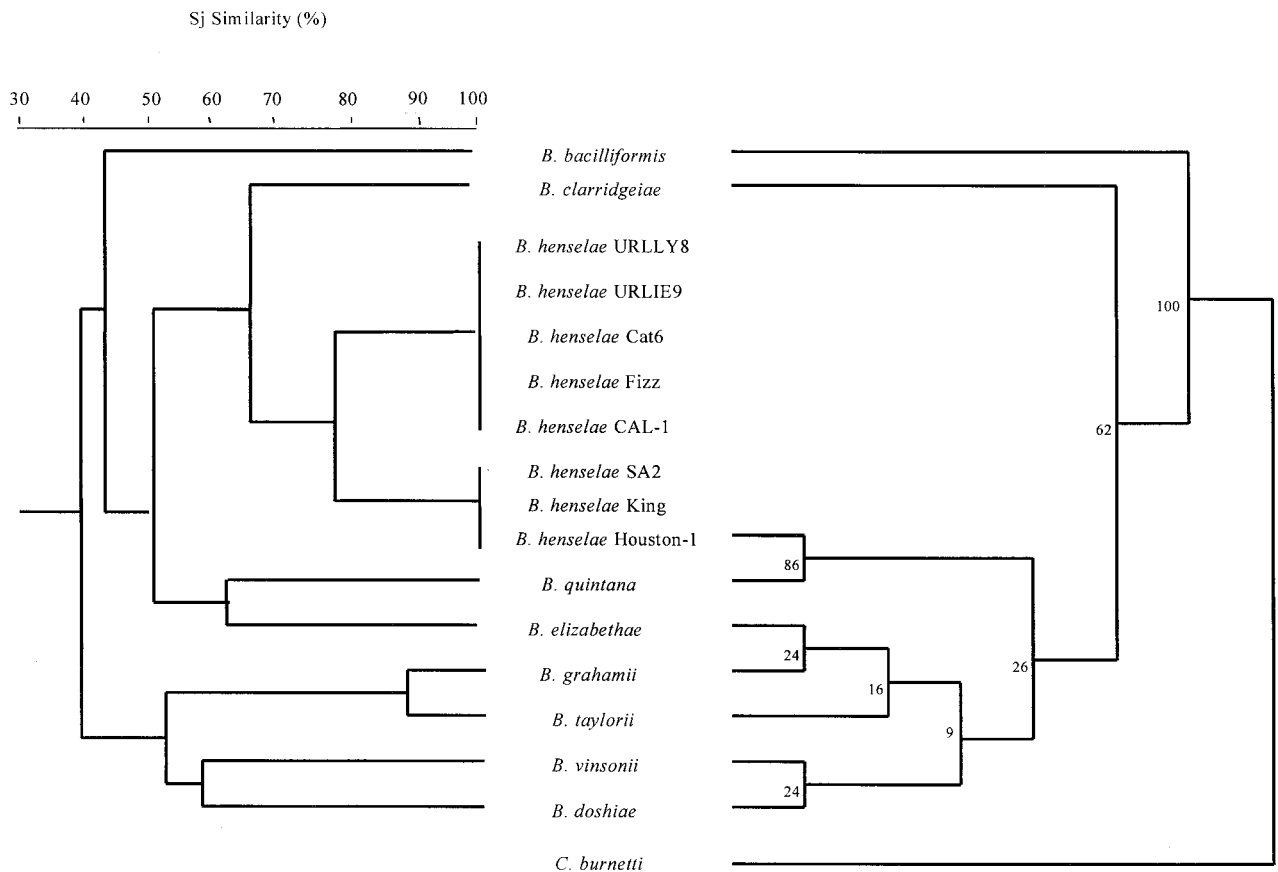 Sj Similarity (%)
30 40 50 60 70 80 90 100
B. bacilliformis
B. clarridgeiae
B. henselae URLLY8
B. henselae URLIE9
100
B. henselae Cat6
B. henselae Fizz
B. henselae CAL-1
62
B. henselae SA2
B. henselae King
B. henselae Houston-1
86
B. quintana
B. elizabethae
24
26
B. grahamii
16
B. taylorii
9
B. vinsonii
24
B. doshiae
C. burnetti